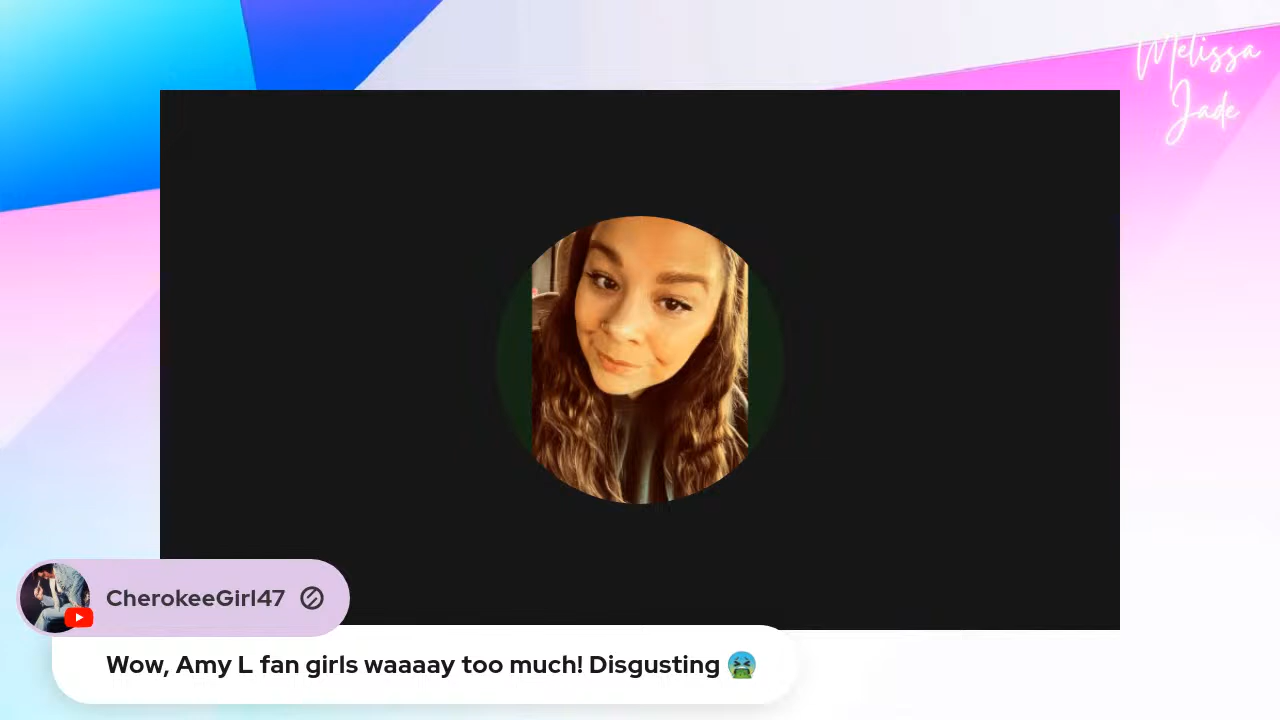 Melissa
Jade
CherokeeGirl47
Wow, Amy L fan girls waaaay too much! Disgusting 🤮